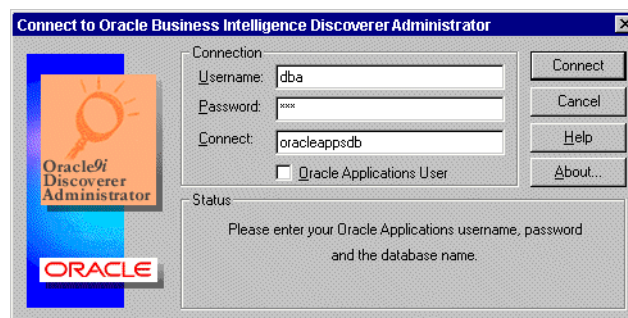 Connect to Oracle Business Intelligence Discoverer Administrator
Connection
Username: dba
Password: ***
Connect: oracleappsdb
Oracle Applications User
Connect
Cancel
Help
About...
Oracle9i
Discoverer
Administrator
ORACLE
Status
Please enter your Oracle Applications username, password
and the database name.